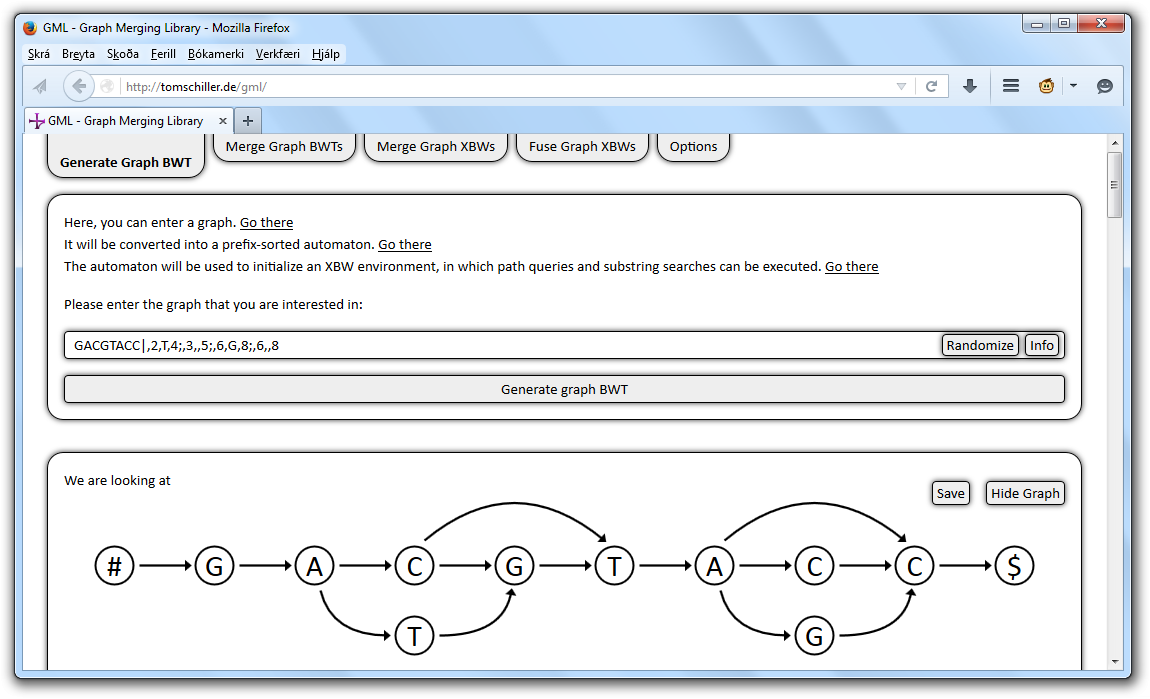 GML - Graph Merging Library - Mozilla Firefox
Skrá Breyta Skoða Ferill Bókamerki Verkfæri Hjálp
http://tomschiller.de/gml/
GML - Graph Merging Library
Generate Graph BWT Merge Graph BWTs Merge Graph XBWs Fuse Graph XBWs Options
Here, you can enter a graph. Go there
It will be converted into a prefix-sorted automaton. Go there
The automaton will be used to initialize an XBW environment, in which path queries and substring searches can be executed. Go there
Please enter the graph that you are interested in:
GACGTACC|,2,T,4;,3,,5;,6,G,8;,6,,8 Randomize Info
Generate graph BWT
We are looking at
Save Hide Graph
# G A C G T A C C $
T G